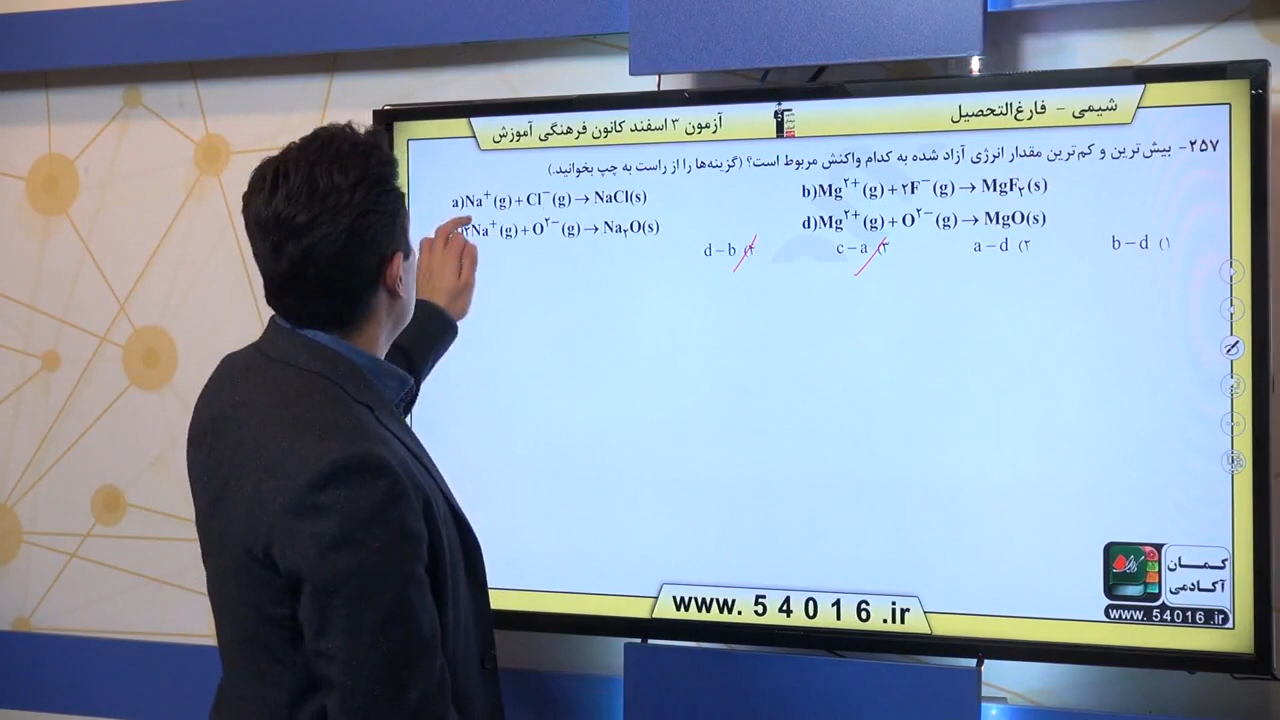 شیمی - فارغ‌التحصیل
آزمون ۳ اسفند کانون فرهنگی آموزش
۲۵۷- بیش‌ترین و کم‌ترین مقدار انرژی آزاد شده به کدام واکنش مربوط است؟ (گزینه‌ها را از راست به چپ بخوانید.)
a)Na⁺(g)+Cl⁻(g)→NaCl(s)
b)Mg²⁺(g)+۲F⁻(g)→MgF₂(s)
۲Na⁺(g)+O²⁻(g)→Na₂O(s)
d)Mg²⁺(g)+O²⁻(g)→MgO(s)
۱) b-d
۲) a-d
۳) c-a
۴) d-b
کمان
آکادمی
www. 54016 .ir
www. 5 4 0 1 6 .ir